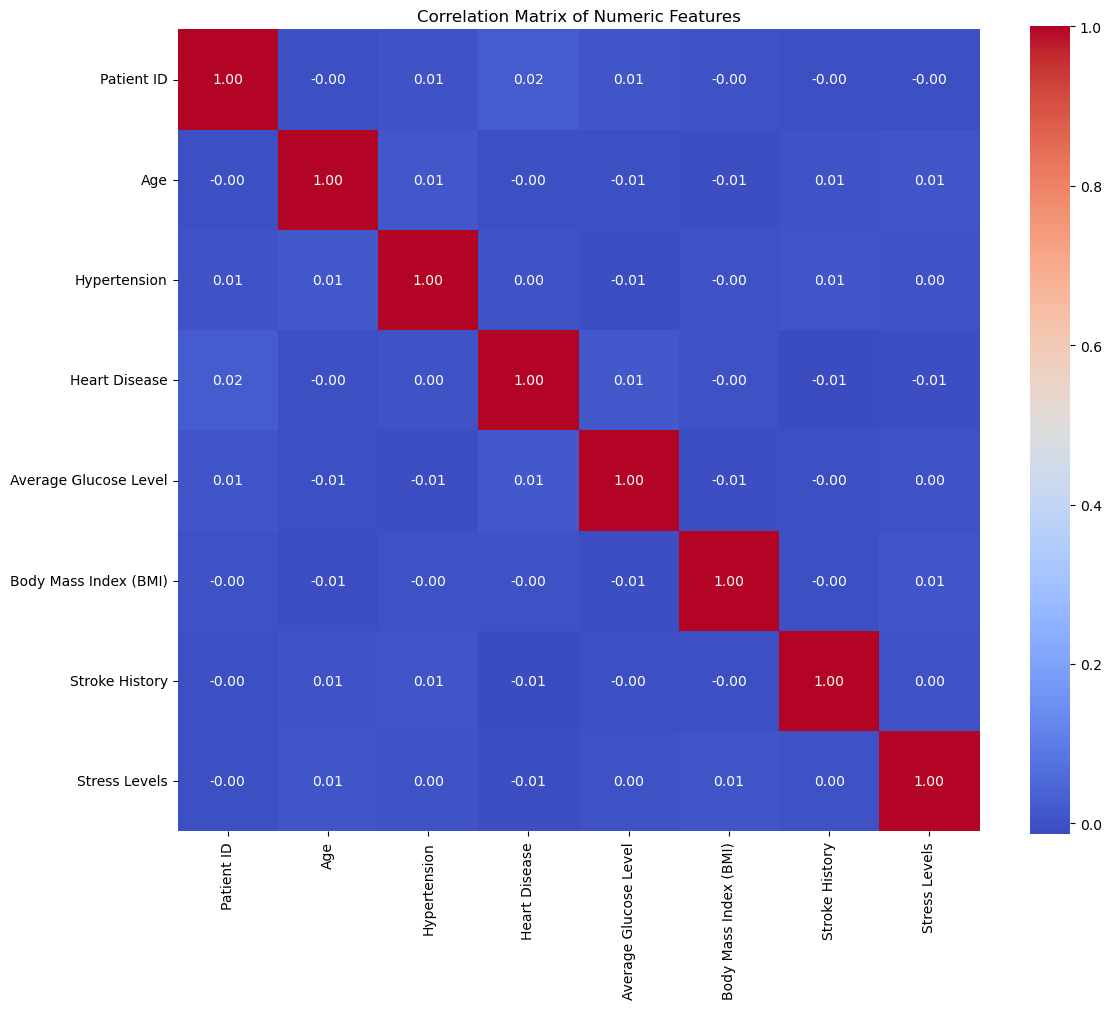 Correlation Matrix of Numeric Features
Patient ID 1.00 -0.00 0.01 0.02 0.01 -0.00 -0.00 -0.00
Age -0.00 1.00 0.01 -0.00 -0.01 -0.01 0.01 0.01
Hypertension 0.01 0.01 1.00 0.00 -0.01 -0.00 0.01 0.00
Heart Disease 0.02 -0.00 0.00 1.00 0.01 -0.00 -0.01 -0.01
Average Glucose Level 0.01 -0.01 -0.01 0.01 1.00 -0.01 -0.00 0.00
Body Mass Index (BMI) -0.00 -0.01 -0.00 -0.00 -0.01 1.00 -0.00 0.01
Stroke History -0.00 0.01 0.01 -0.01 -0.00 -0.00 1.00 0.00
Stress Levels -0.00 0.01 0.00 -0.01 0.00 0.01 0.00 1.00
Patient ID
Age
Hypertension
Heart Disease
Average Glucose Level
Body Mass Index (BMI)
Stroke History
Stress Levels
1.0
0.8
0.6
0.4
0.2
0.0